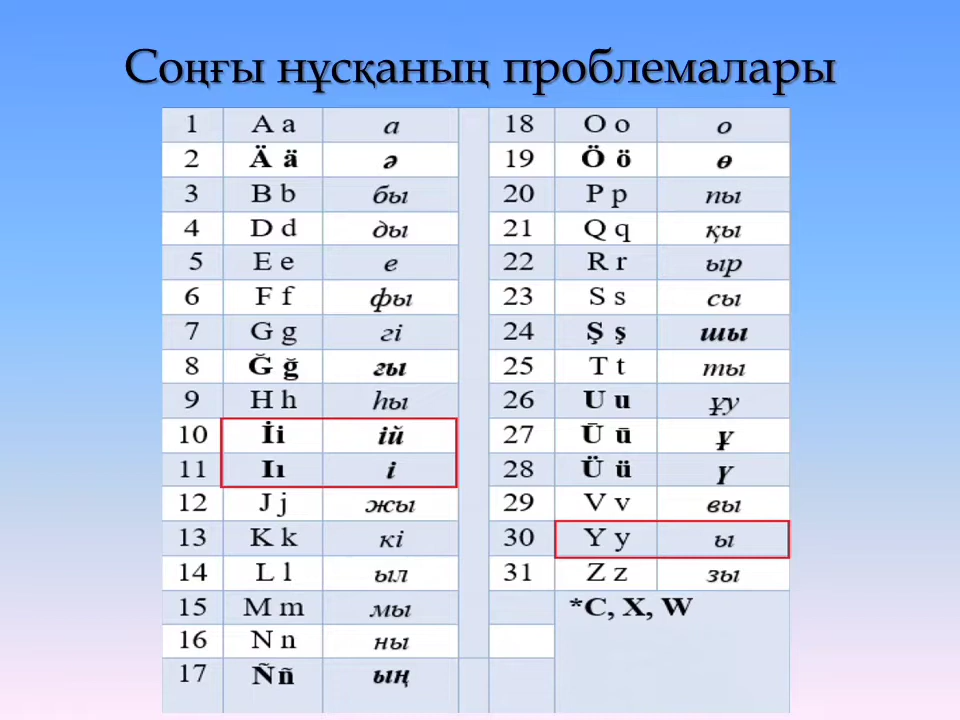 Соңғы нұсқаның проблемалары
1 A a а 18 O o о
2 Ä ä ә 19 Ö ö ө
3 B b бы 20 P p пы
4 D d ды 21 Q q қы
5 E e е 22 R r ыр
6 F f фы 23 S s сы
7 G g гі 24 Ş ş шы
8 Ğ ğ ғы 25 T t ты
9 H h һы 26 U u ұу
10 İi ій 27 Ū ū ұ
11 Iı і 28 Ü ü ү
12 J j жы 29 V v вы
13 K k кі 30 Y y ы
14 L l ыл 31 Z z зы
15 M m мы *C, X, W
16 N n ны
17 Ññ ың